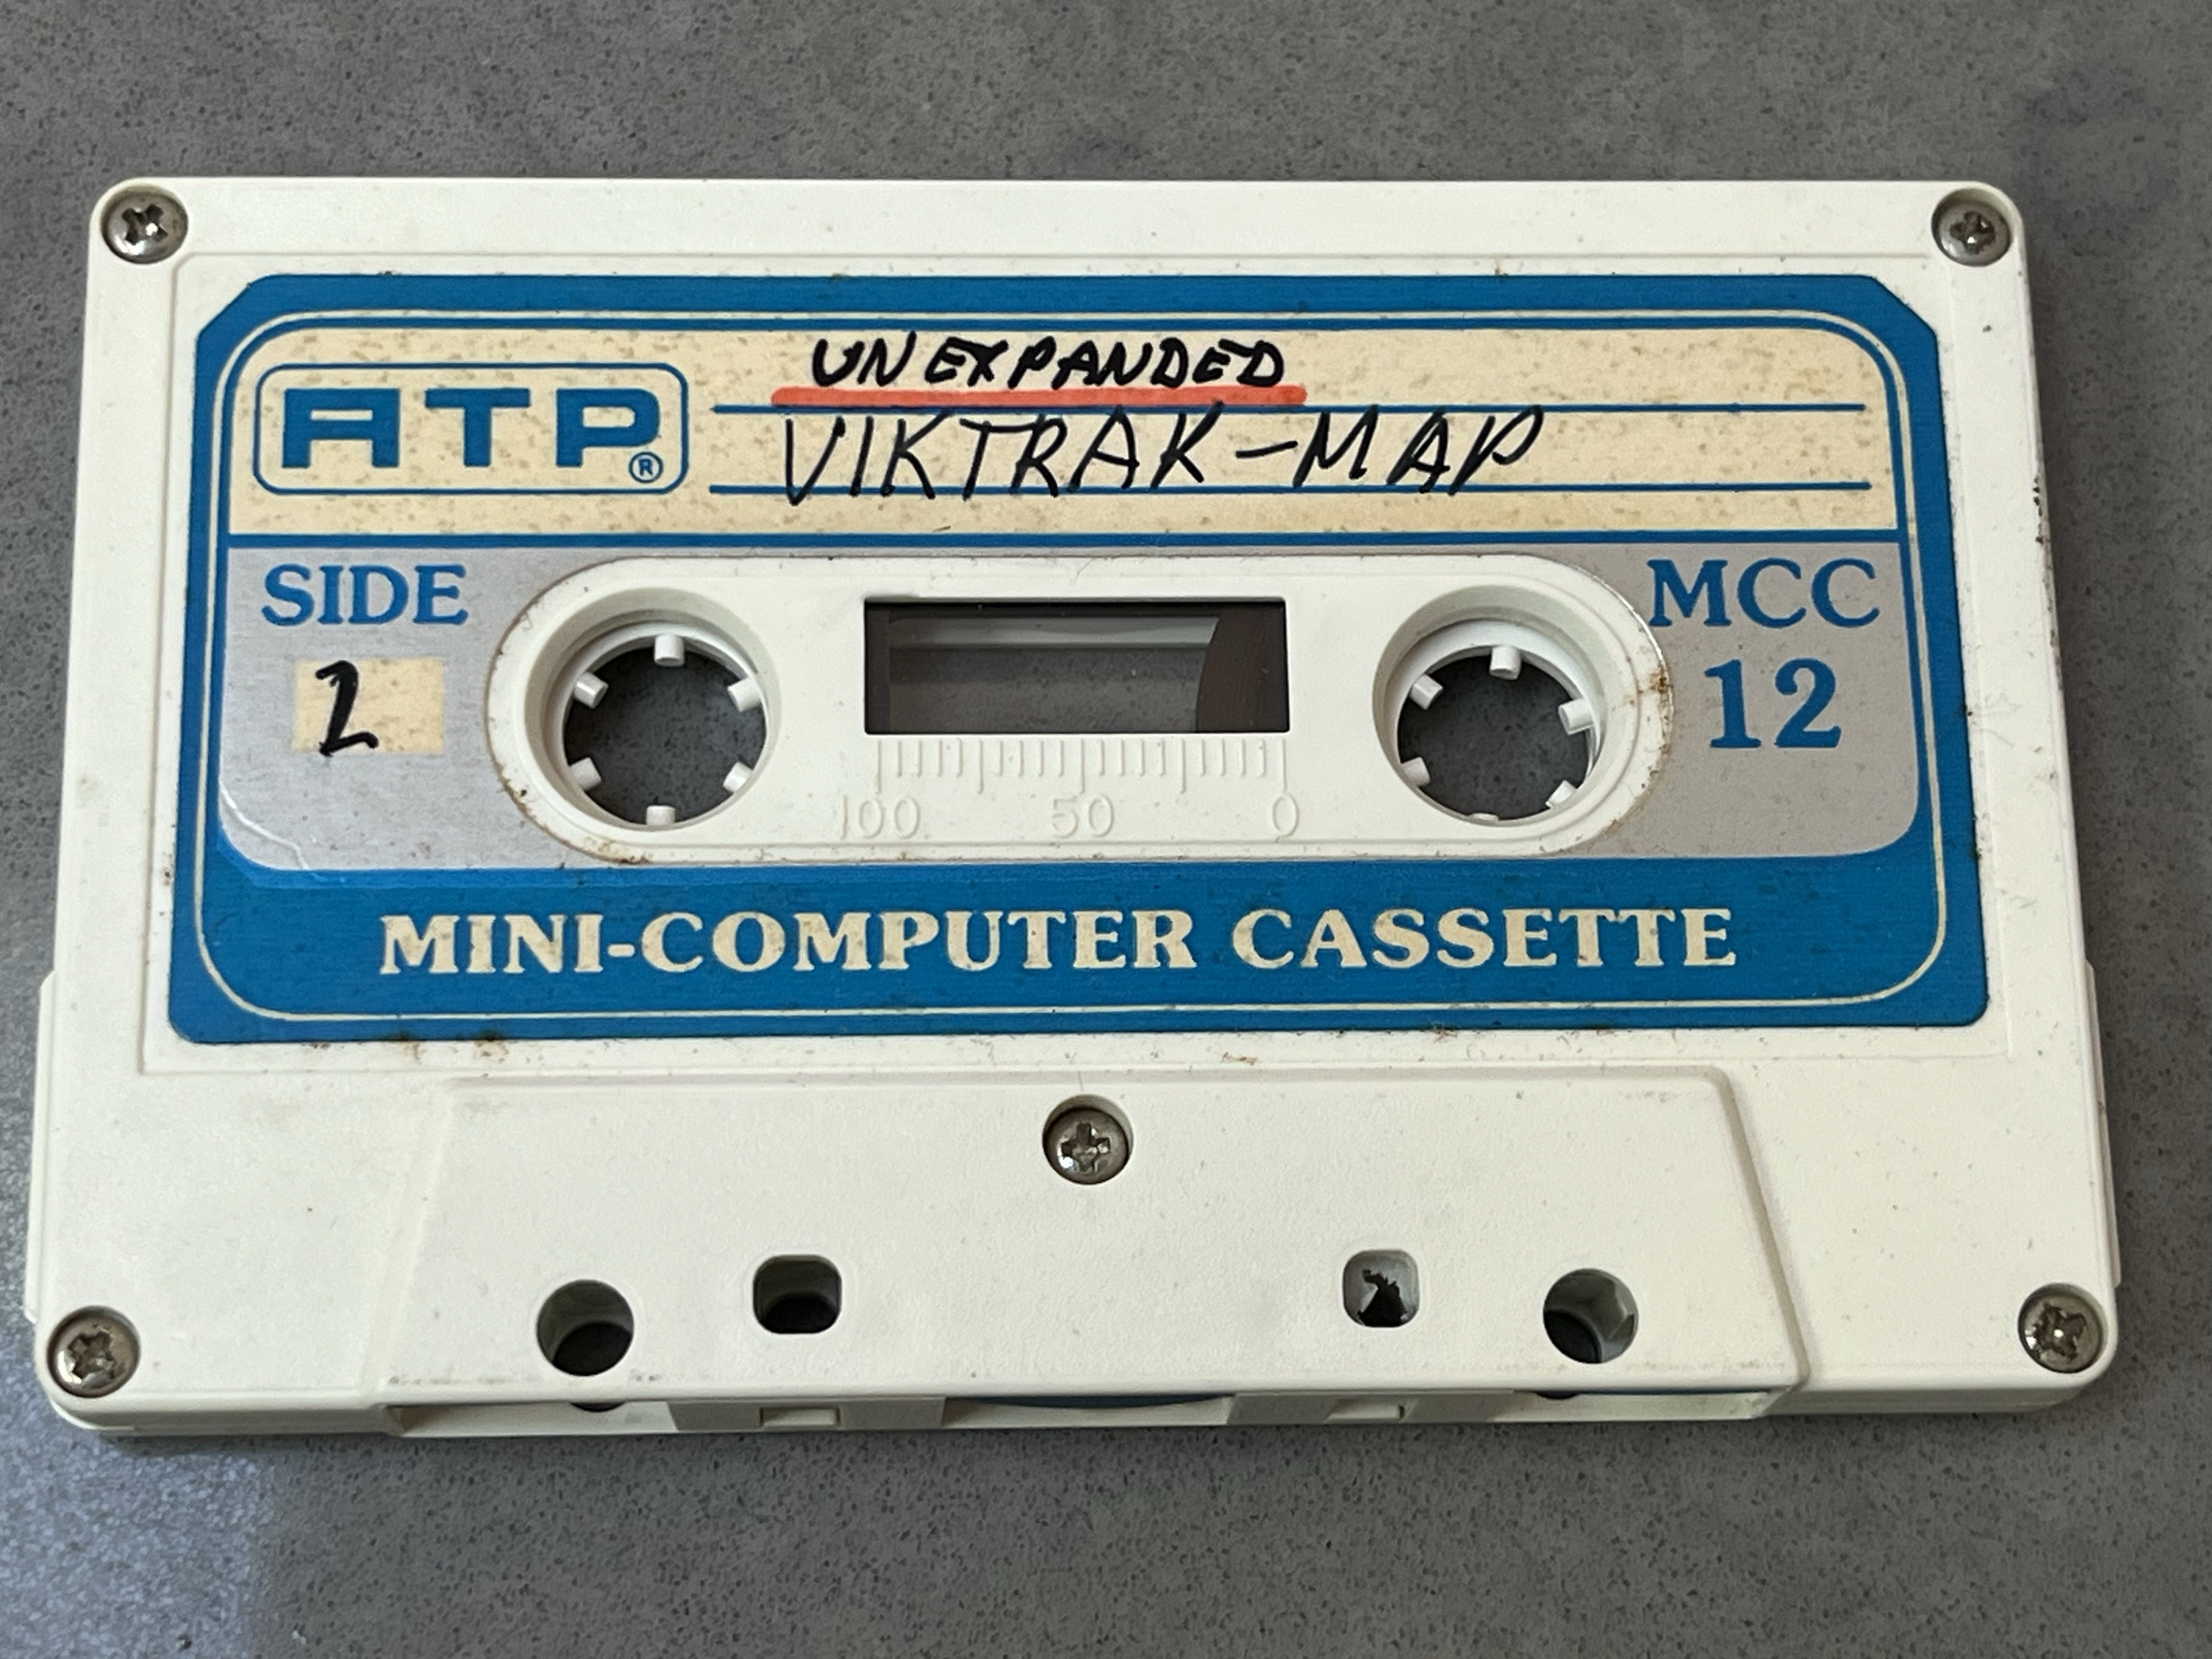 UNEXPANDED
ATP®
VIKTRAK-MAP
SIDE
2
MCC
12
100 50 0
MINI-COMPUTER CASSETTE